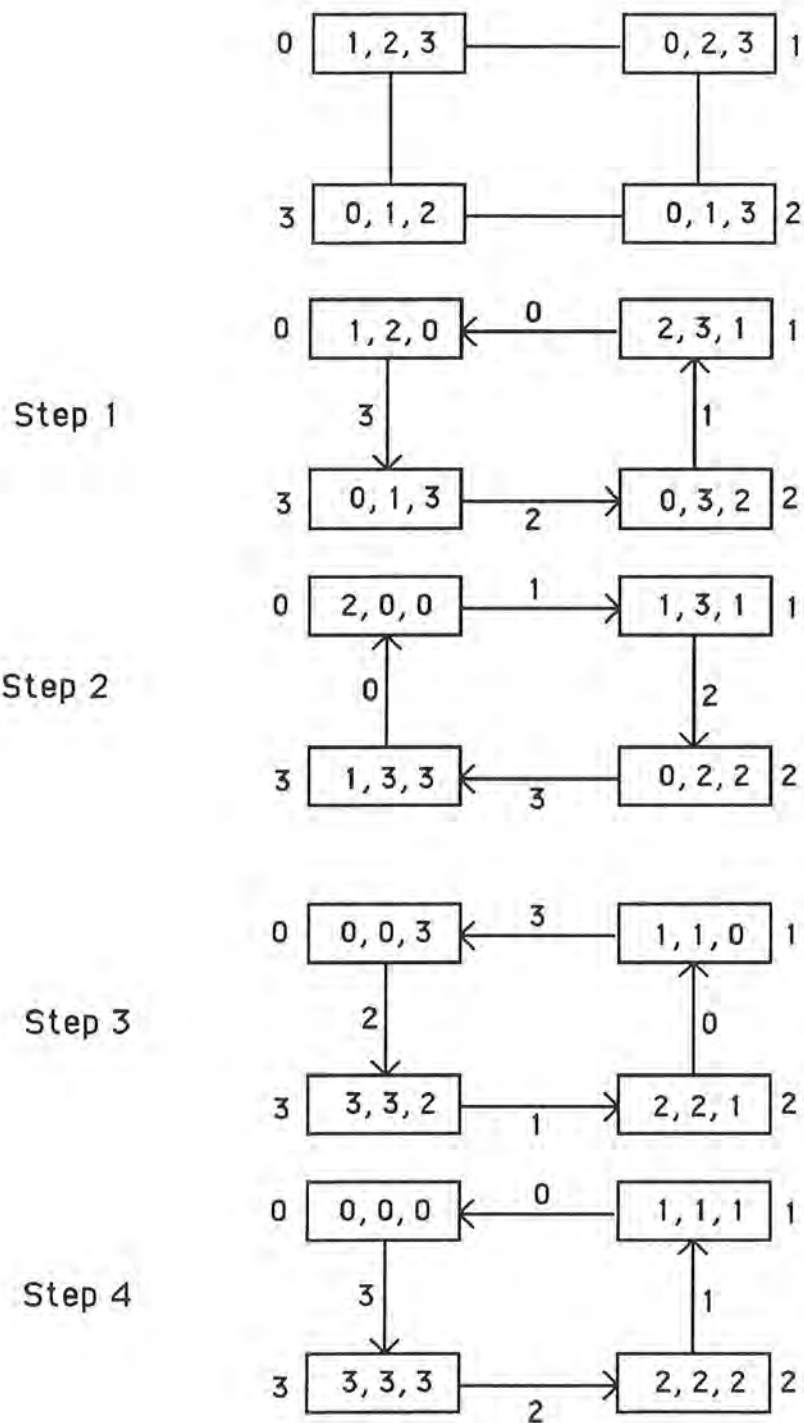 0 1, 2, 3 0, 2, 3 1
3 0, 1, 2 0, 1, 3 2
0
0 1, 2, 0 2, 3, 1 1
Step 1 3 1
3 0, 1, 3 0, 3, 2 2
2
1
0 2, 0, 0 1, 3, 1 1
Step 2 0 2
3 1, 3, 3 0, 2, 2 2
3
3
0 0, 0, 3 1, 1, 0 1
Step 3 2 0
3 3, 3, 2 2, 2, 1 2
1
0
0 0, 0, 0 1, 1, 1 1
Step 4 3 1
3 3, 3, 3 2, 2, 2 2
2